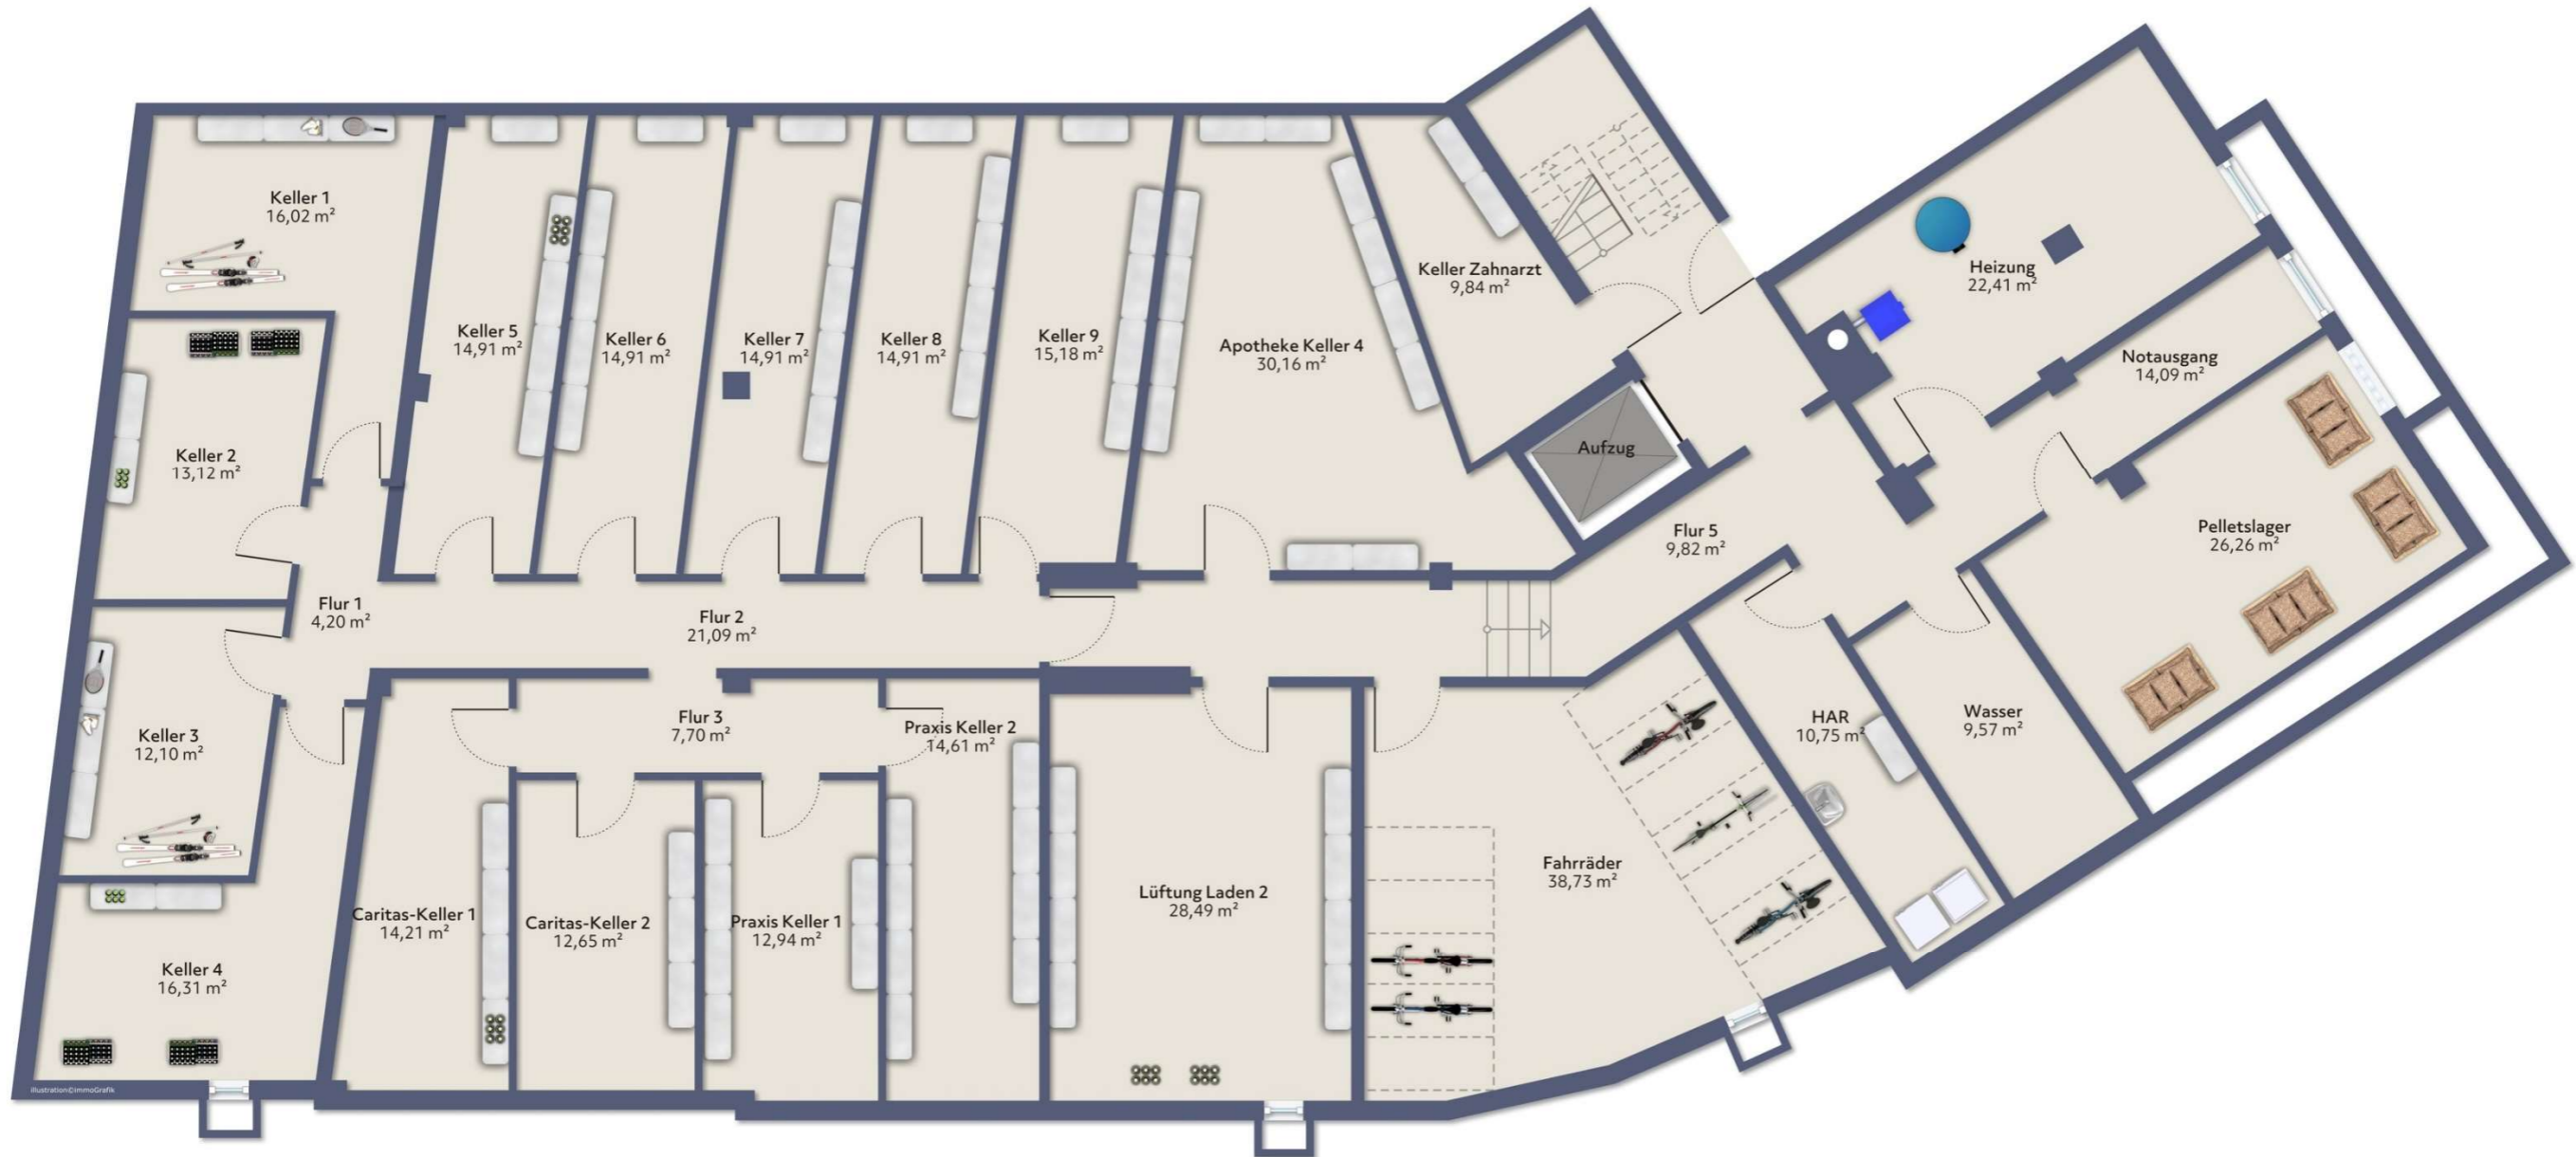 Keller 1
16,02 m²
Keller 2
13,12 m²
Keller 3
12,10 m²
Keller 4
16,31 m²
Flur 1
4,20 m²
Keller 5
14,91 m²
Keller 6
14,91 m²
Keller 7
14,91 m²
Keller 8
14,91 m²
Keller 9
15,18 m²
Apotheke Keller 4
30,16 m²
Keller Zahnarzt
9,84 m²
Aufzug
Heizung
22,41 m²
Notausgang
14,09 m²
Pelletslager
26,26 m²
Flur 5
9,82 m²
Flur 2
21,09 m²
Flur 3
7,70 m²
Praxis Keller 2
14,61 m²
Caritas-Keller 1
14,21 m²
Caritas-Keller 2
12,65 m²
Praxis Keller 1
12,94 m²
Lüftung Laden 2
28,49 m²
Fahrräder
38,73 m²
HAR
10,75 m²
Wasser
9,57 m²
illustration©ImmoGrafik